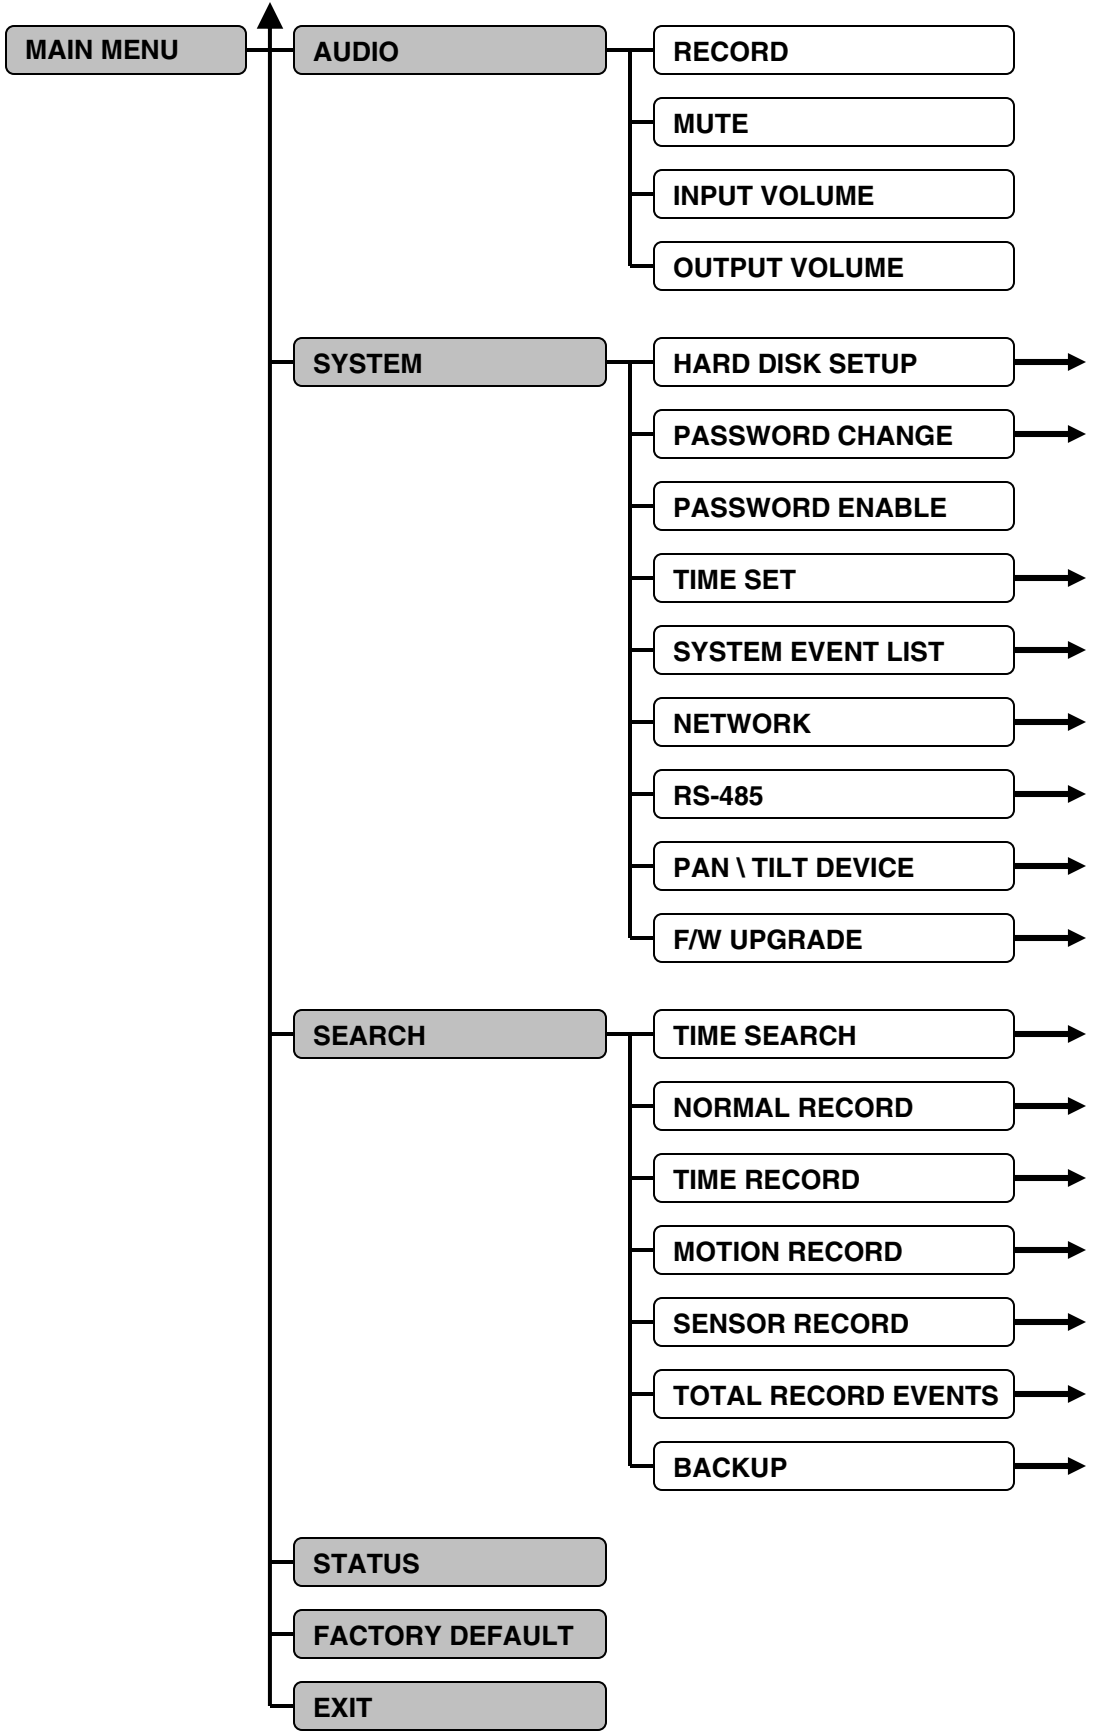 MAIN MENU
AUDIO
RECORD
MUTE
INPUT VOLUME
OUTPUT VOLUME
SYSTEM
HARD DISK SETUP
PASSWORD CHANGE
PASSWORD ENABLE
TIME SET
SYSTEM EVENT LIST
NETWORK
RS-485
PAN \ TILT DEVICE
F/W UPGRADE
SEARCH
TIME SEARCH
NORMAL RECORD
TIME RECORD
MOTION RECORD
SENSOR RECORD
TOTAL RECORD EVENTS
BACKUP
STATUS
FACTORY DEFAULT
EXIT